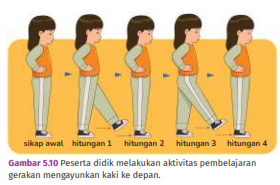 sikap awal hitungan 1 hitungan 2 hitungan 3 hitungan 4
Gambar 5.10 Peserta didik melakukan aktivitas pembelajaran
gerakan mengayunkan kaki ke depan.